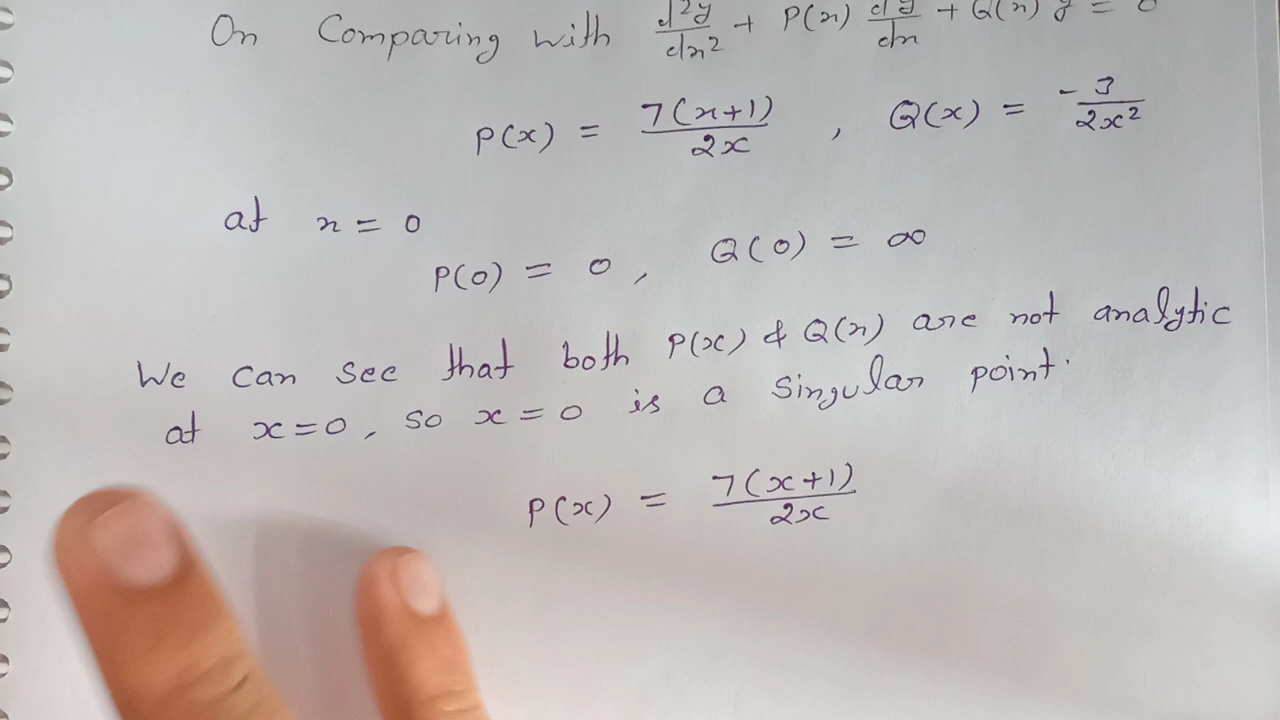 On Comparing with d²y/dx² + P(x) dy/dx + Q(x) y = 0
P(x) = 7(x+1)/2x , Q(x) = -3/2x²
at x = 0
P(0) = 0 , Q(0) = ∞
We can see that both P(x) & Q(x) are not analytic
at x=0, so x=0 is a singular point.
P(x) = 7(x+1)/2x